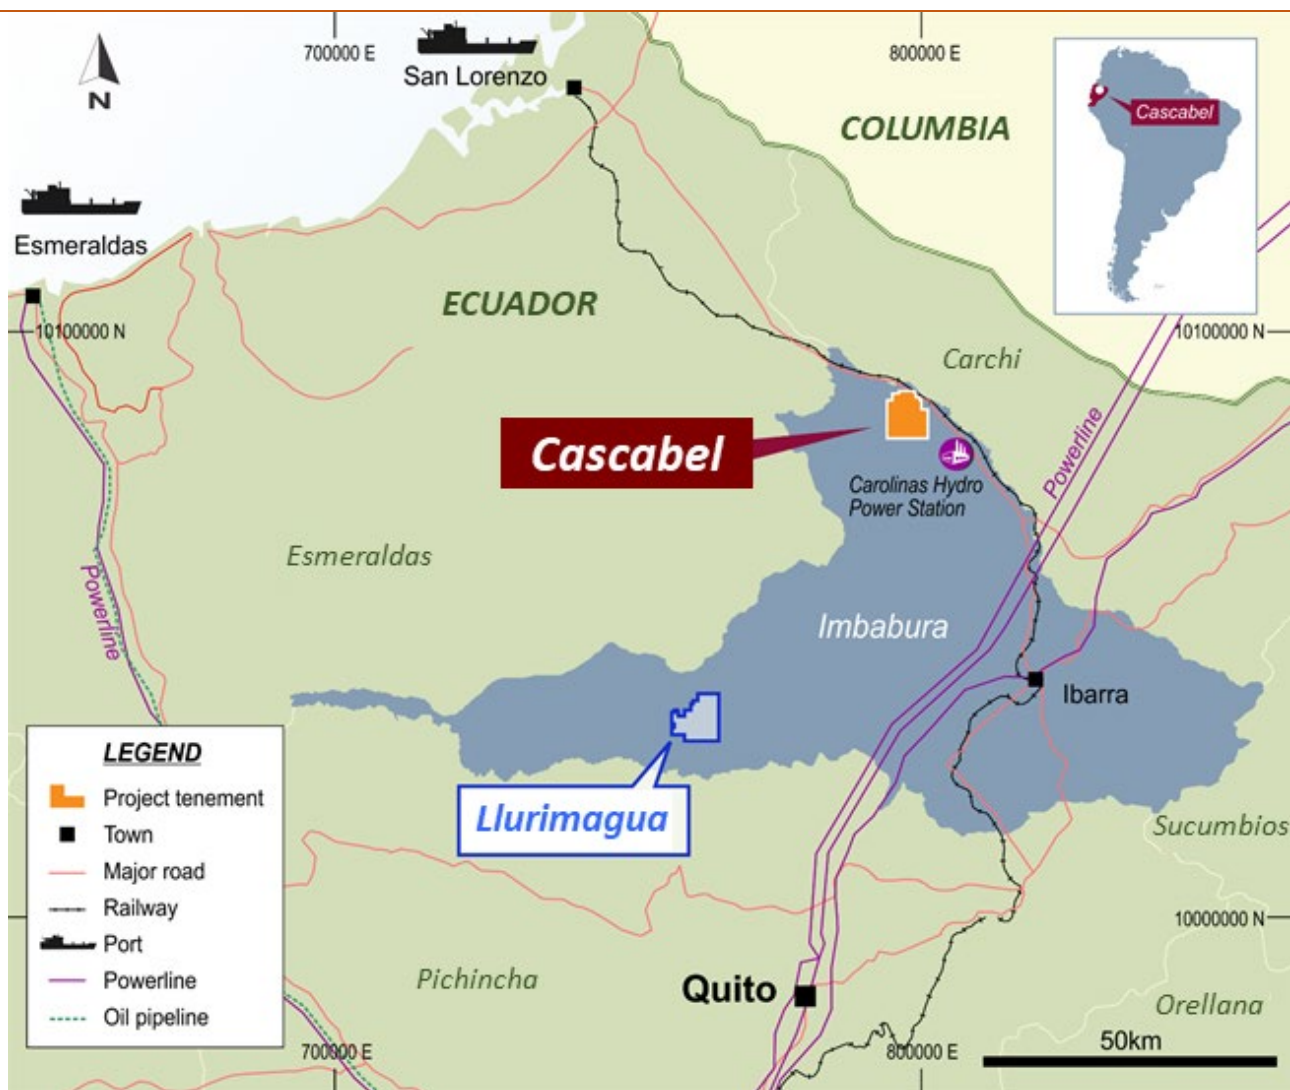 700000 E
800000 E
San Lorenzo
N
COLUMBIA
Cascabel
Esmeraldas
ECUADOR
10100000 N
10100000 N
Carchi
Cascabel
Powerline
Carolinas Hydro
Power Station
Esmeraldas
Powerline
Imbabura
Ibarra
LEGEND
Project tenement
Town
Major road
Railway
Port
Powerline
Oil pipeline
Llurimagua
Sucumbios
10000000 N
Pichincha
Quito
Orellana
700000 E
800000 E
50km